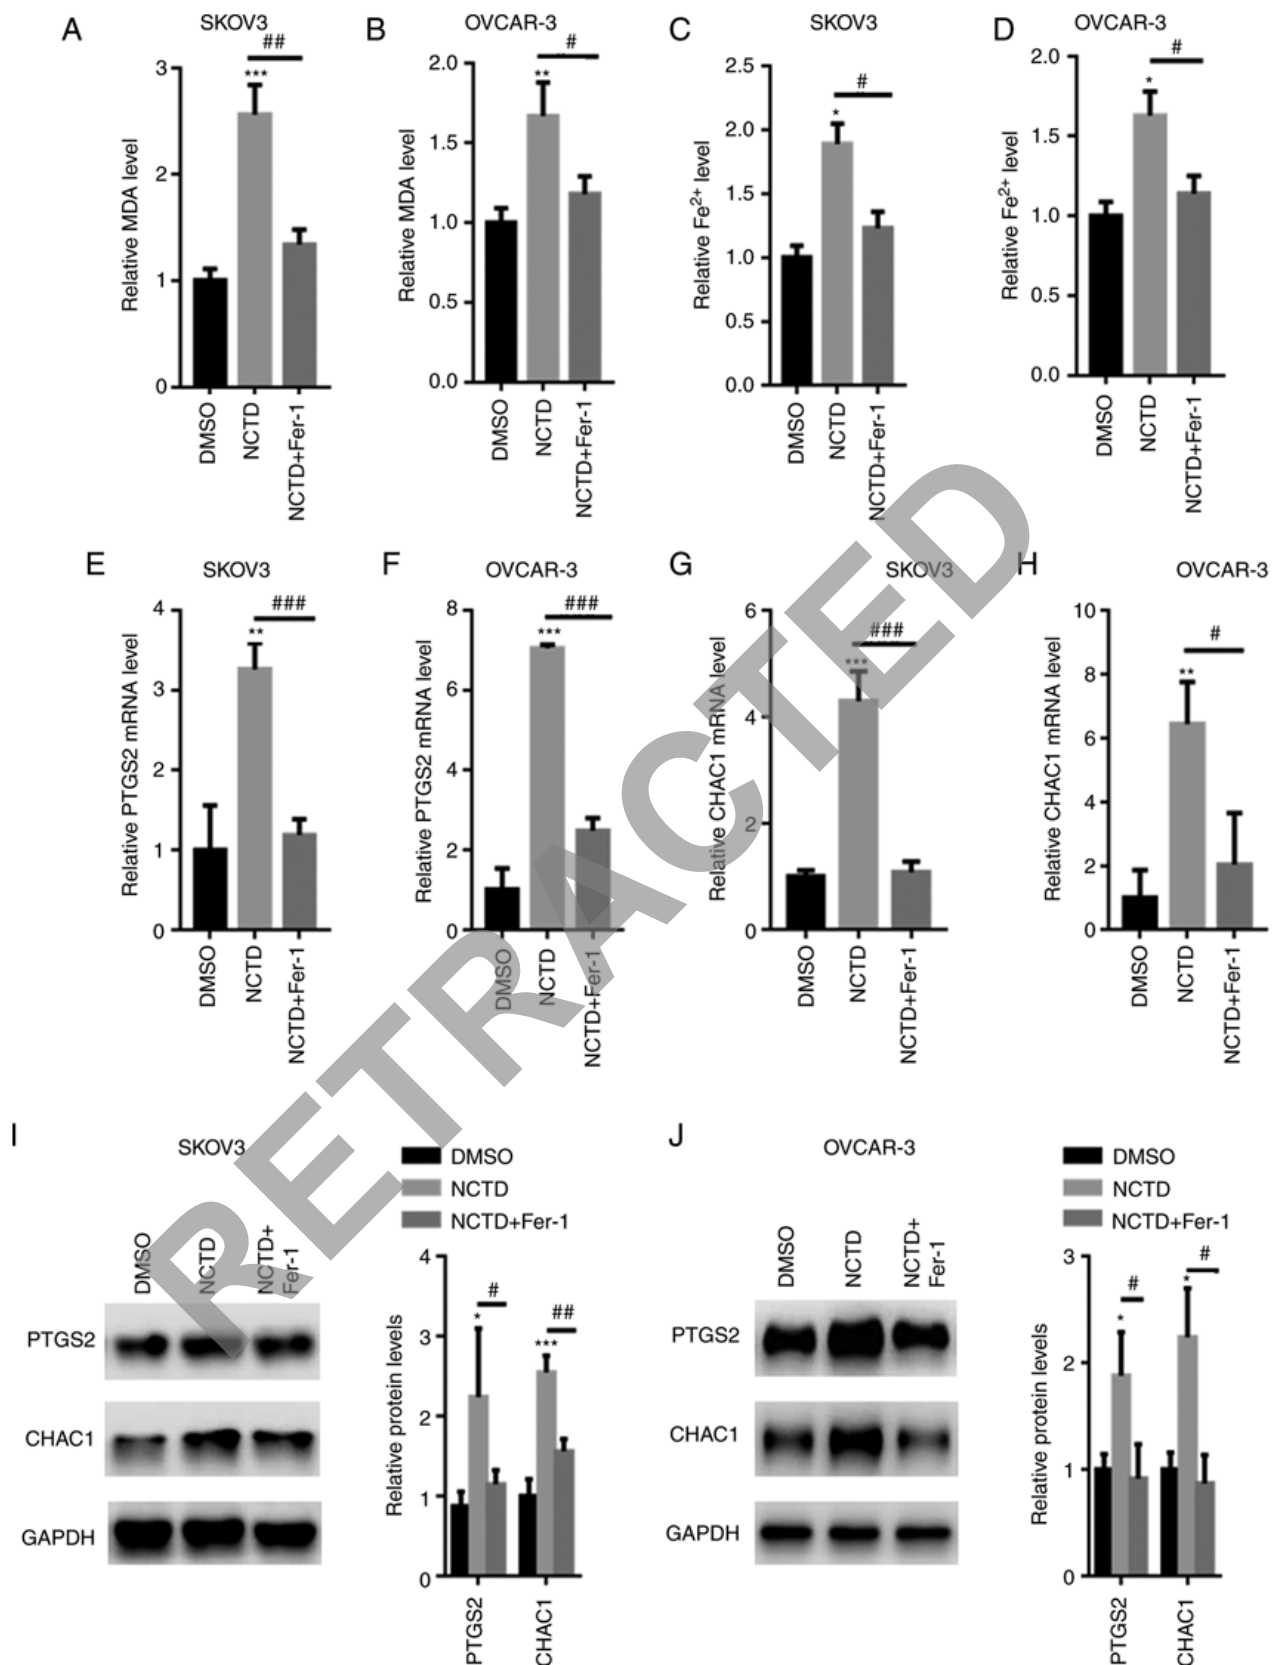 A
SKOV3
##
***
Relative MDA level
3
2
1
0
DMSO
NCTD
NCTD+Fer-1
B
OVCAR-3
#
**
Relative MDA level
2.0
1.5
1.0
0.5
0.0
DMSO
NCTD
NCTD+Fer-1
C
SKOV3
#
*
Relative Fe2+ level
2.5
2.0
1.5
1.0
0.5
0.0
DMSO
NCTD
NCTD+Fer-1
D
OVCAR-3
#
*
Relative Fe2+ level
2.0
1.5
1.0
0.5
0.0
DMSO
NCTD
NCTD+Fer-1
E
SKOV3
###
**
Relative PTGS2 mRNA level
4
3
2
1
0
DMSO
NCTD
NCTD+Fer-1
F
OVCAR-3
###
***
Relative PTGS2 mRNA level
8
6
4
2
0
DMSO
NCTD
NCTD+Fer-1
G
SKOV3
###
***
Relative CHAC1 mRNA level
6
4
2
0
DMSO
NCTD
NCTD+Fer-1
H
OVCAR-3
#
**
Relative CHAC1 mRNA level
10
8
6
4
2
0
DMSO
NCTD
NCTD+Fer-1
RETRACTED
I
SKOV3
DMSO
NCTD
NCTD+
Fer-1
PTGS2
CHAC1
GAPDH
DMSO
NCTD
NCTD+Fer-1
Relative protein levels
4
3
2
1
0
#
*
##
***
PTGS2
CHAC1
J
OVCAR-3
DMSO
NCTD
NCTD+
Fer-1
PTGS2
CHAC1
GAPDH
DMSO
NCTD
NCTD+Fer-1
Relative protein levels
3
2
1
0
#
*
#
*
PTGS2
CHAC1